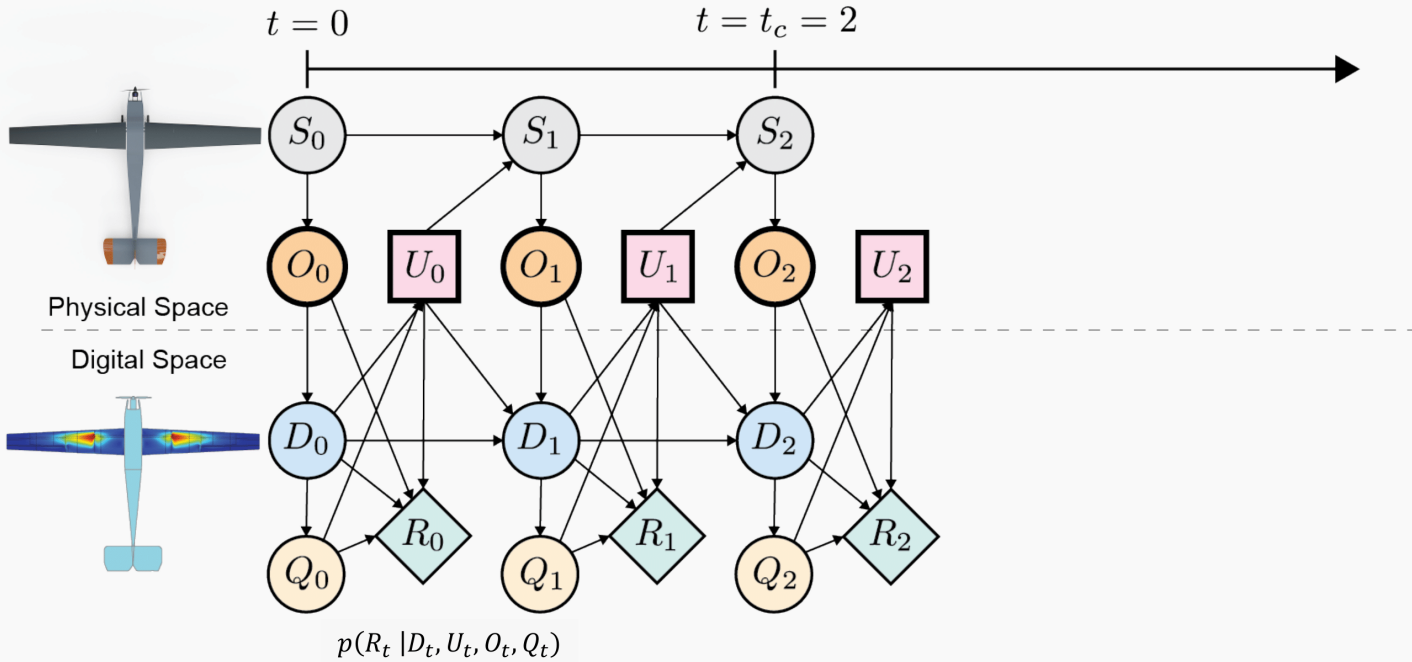 t = 0
t = t_c = 2
S_0
S_1
S_2
O_0
U_0
O_1
U_1
O_2
U_2
Physical Space
Digital Space
D_0
D_1
D_2
R_0
R_1
R_2
Q_0
Q_1
Q_2
p(R_t |D_t, U_t, O_t, Q_t)